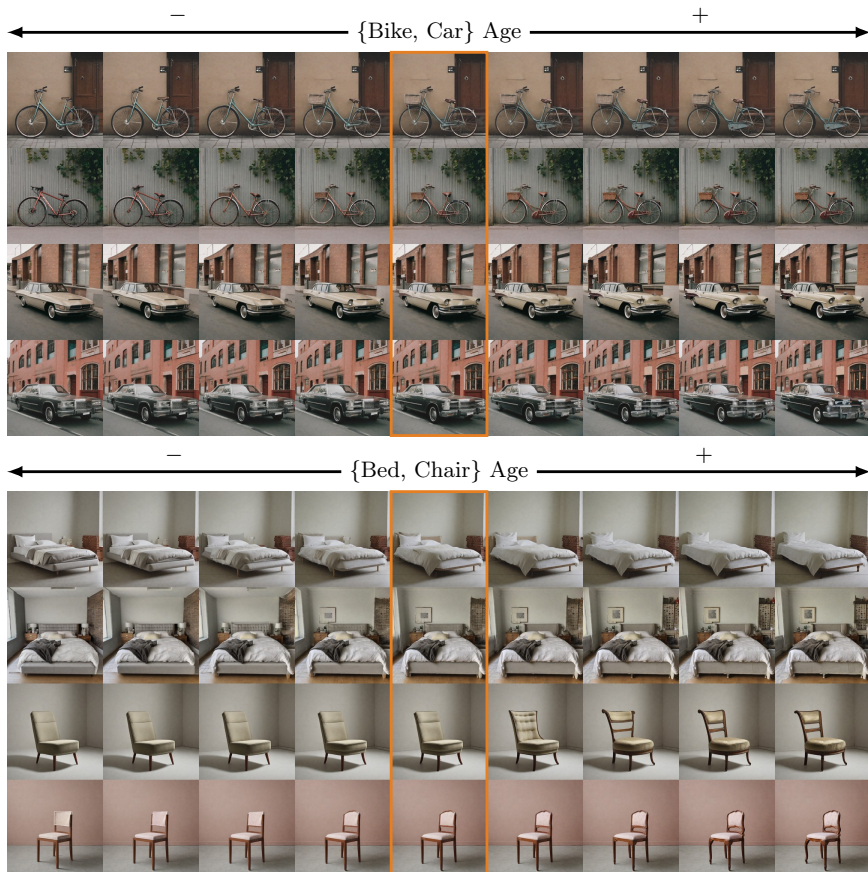 − +
{Bike, Car} Age
− +
{Bed, Chair} Age